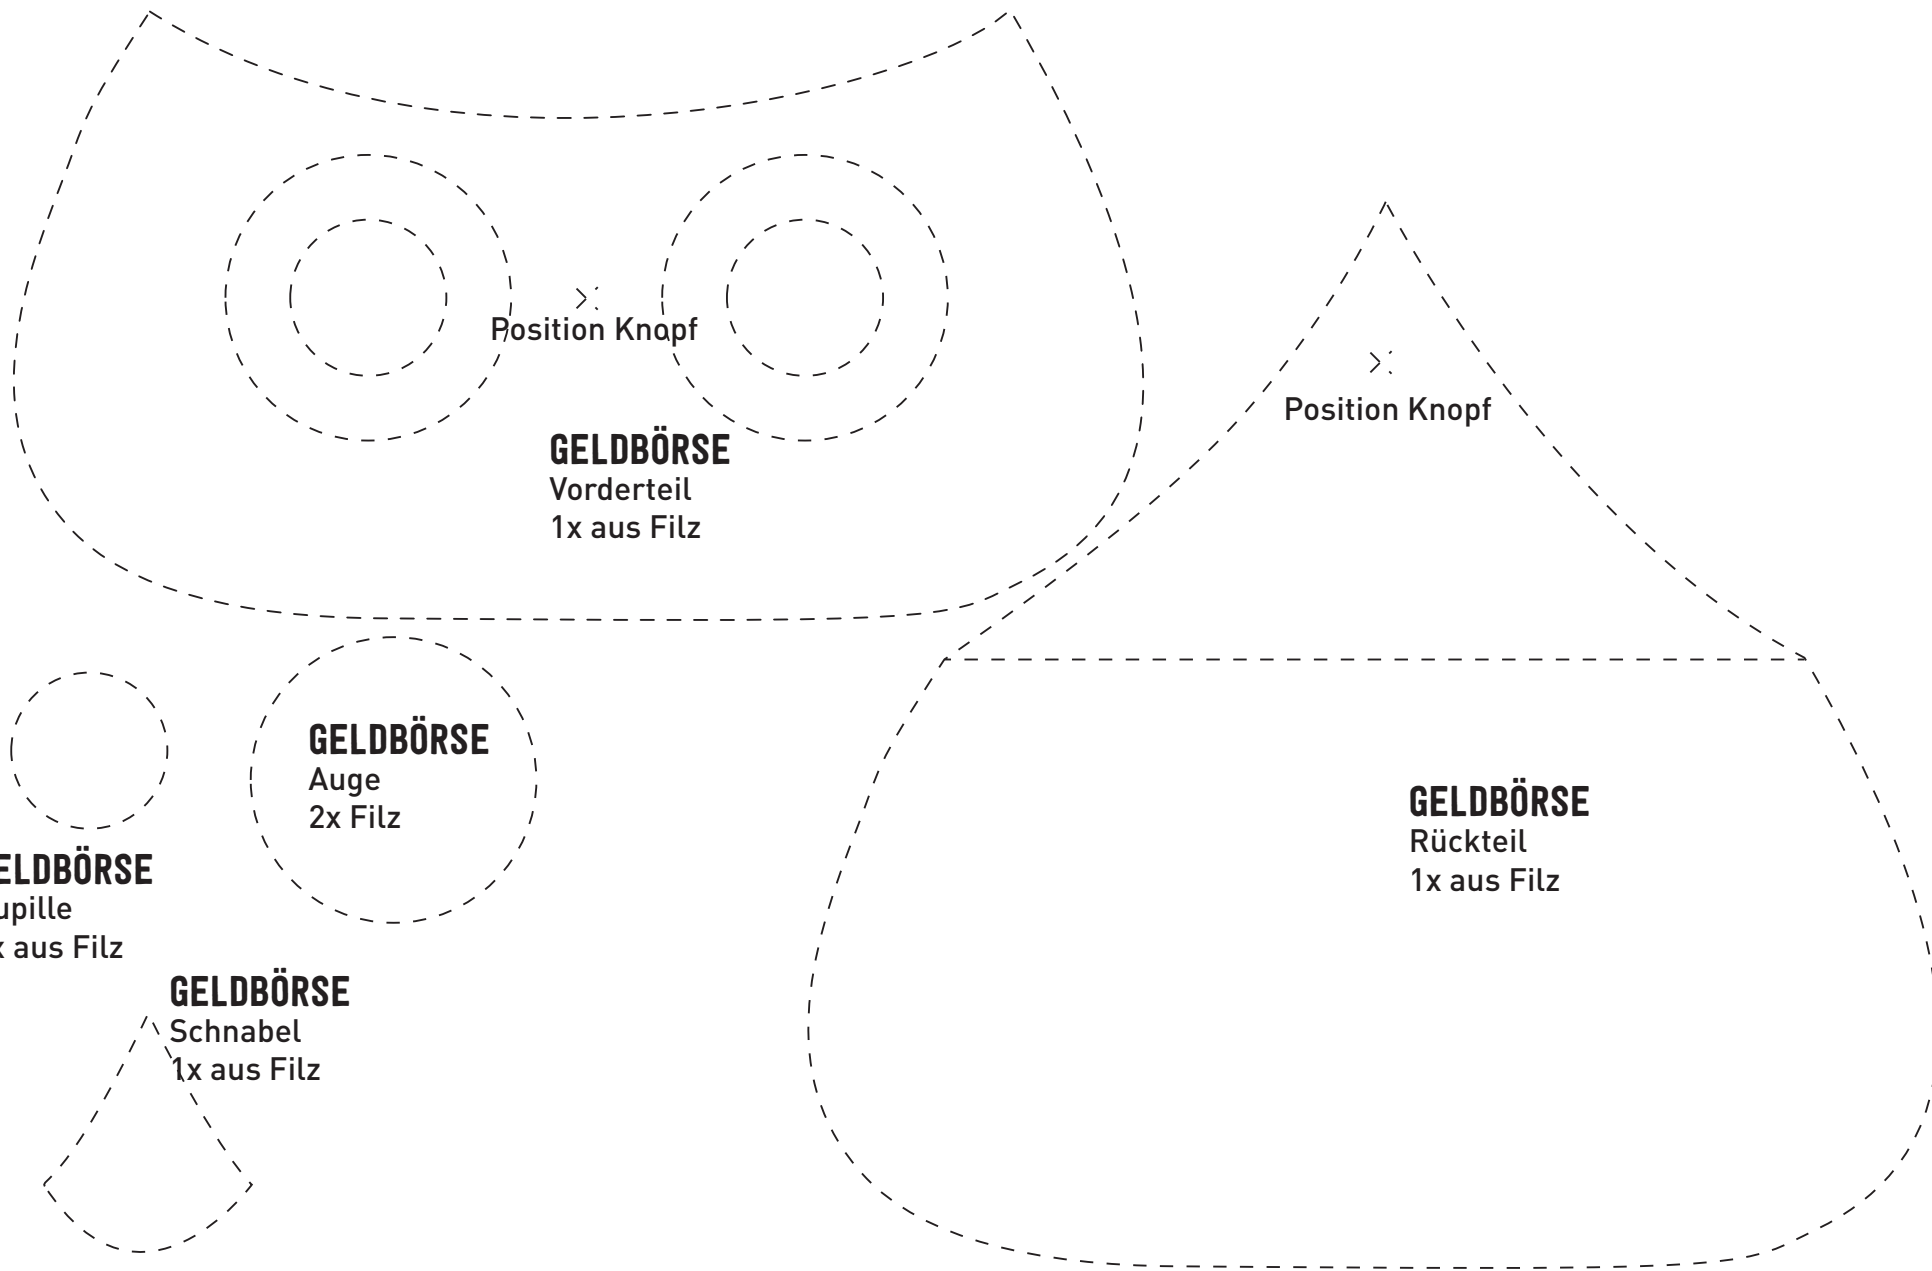 Position Knopf
GELDBÖRSE
Vorderteil
1x aus Filz
Position Knopf
GELDBÖRSE
Auge
2x Filz
GELDBÖRSE
Rückteil
1x aus Filz
ELDBÖRSE
upille
x aus Filz
GELDBÖRSE
Schnabel
1x aus Filz